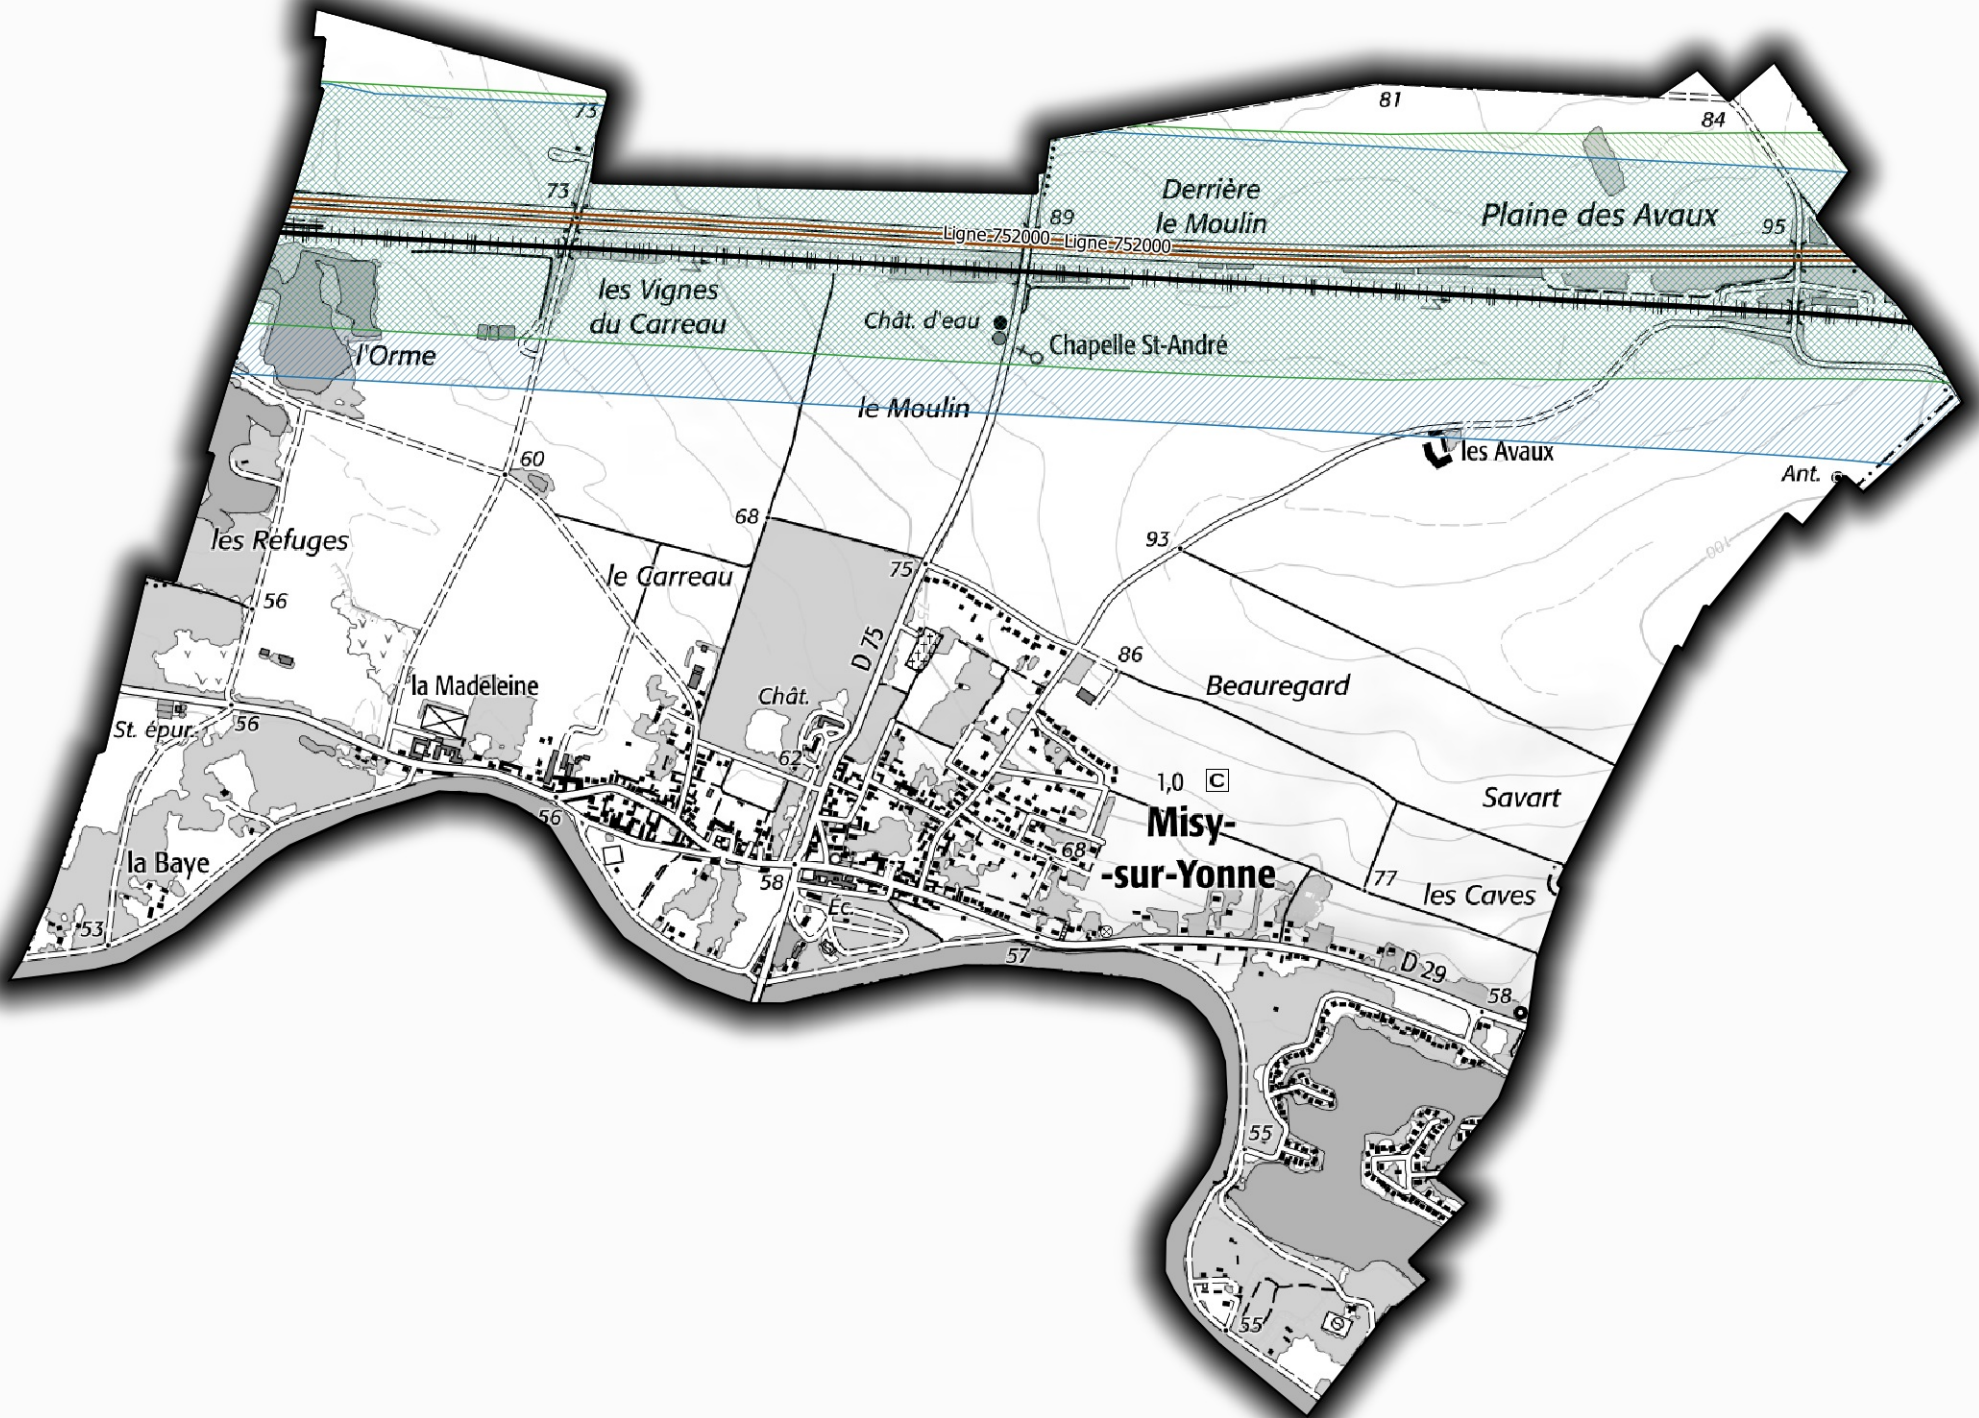 81
84
73
Derrière
le Moulin
73
89
Plaine des Avaux
95
Ligne 752000
Ligne 752000
les Vignes
du Carreau
Chât. d'eau
Chapelle St-André
l'Orme
le Moulin
les Avaux
60
Ant.
68
93
les Réfuges
100
75
le Carreau
56
75
D 75
86
la Madeleine
Chât.
Beauregard
56
St. épur.
62
1,0 C
Savart
56
Misy-
68
la Baye
-sur-Yonne
58
77
les Caves
Éc.
53
57
D 29
58
55
55